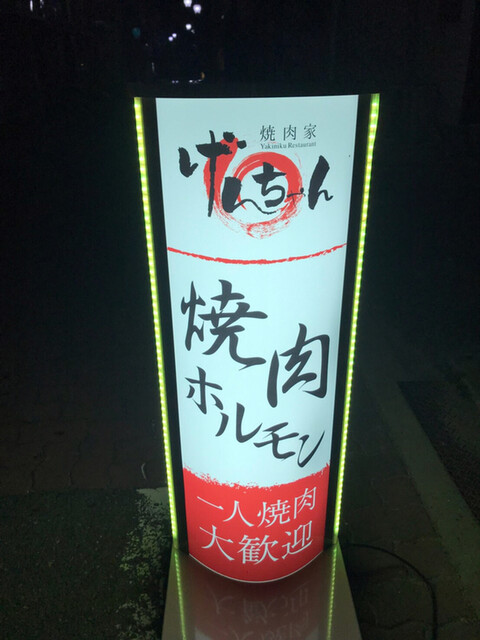 焼肉家
Yakiniku Restaurant
げんちゃん
焼肉
ホルモン
一人焼肉
大歓迎